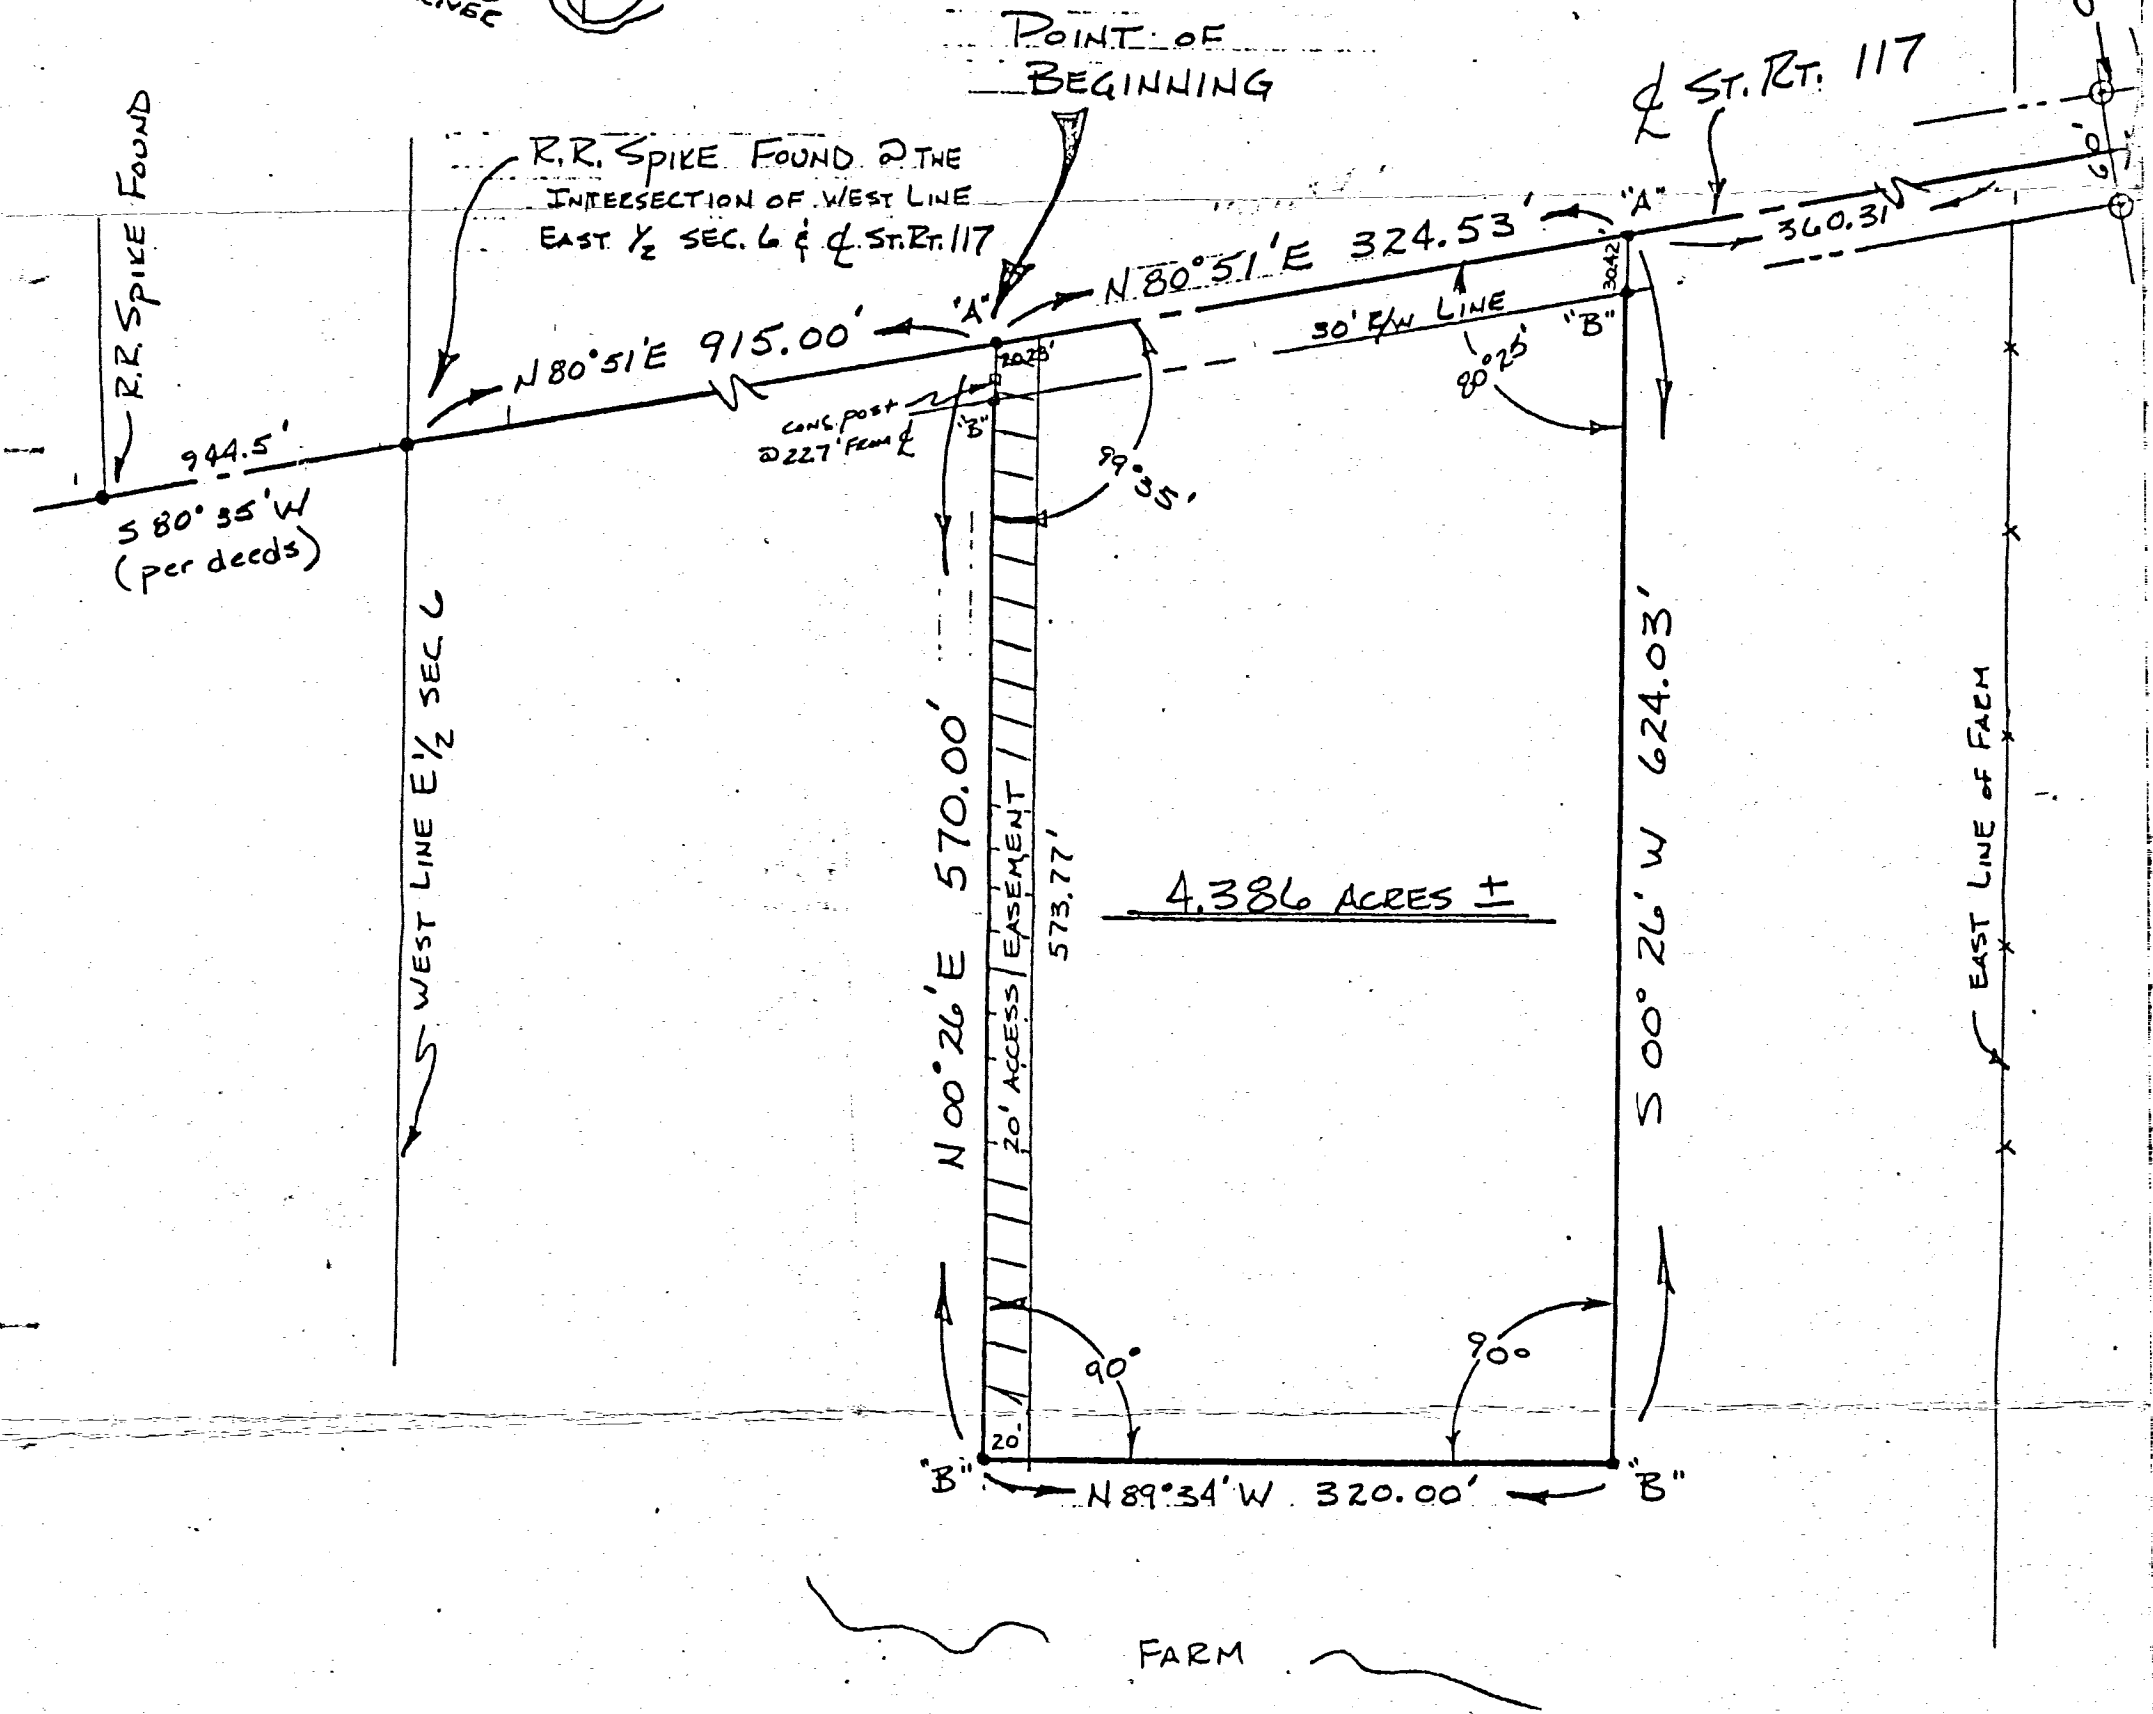 POINT OF
BEGINNING
℄ ST. RT. 117
R.R. SPIKE FOUND
R.R. SPIKE FOUND @ THE
INTERSECTION OF WEST LINE
EAST ½ SEC. 6 & ℄ ST. RT. 117
"A"
N 80°51'E 324.53'
"A"
360.31'
60'
30.42'
30' R/W LINE
"B"
80°25'
N 80°51'E 915.00'
20.28'
CONC. POST
@ 22.7' FROM ℄
"B"
99°35'
944.5'
S 80°35'W
(per deeds)
WEST LINE E½ SEC 6
N 00°26'E 570.00'
20' ACCESS EASEMENT
573.77'
4.386 ACRES ±
S 00°26'W 624.03'
EAST LINE OF FARM
90°
90°
20'
"B"
N 89°34'W 320.00'
"B"
FARM